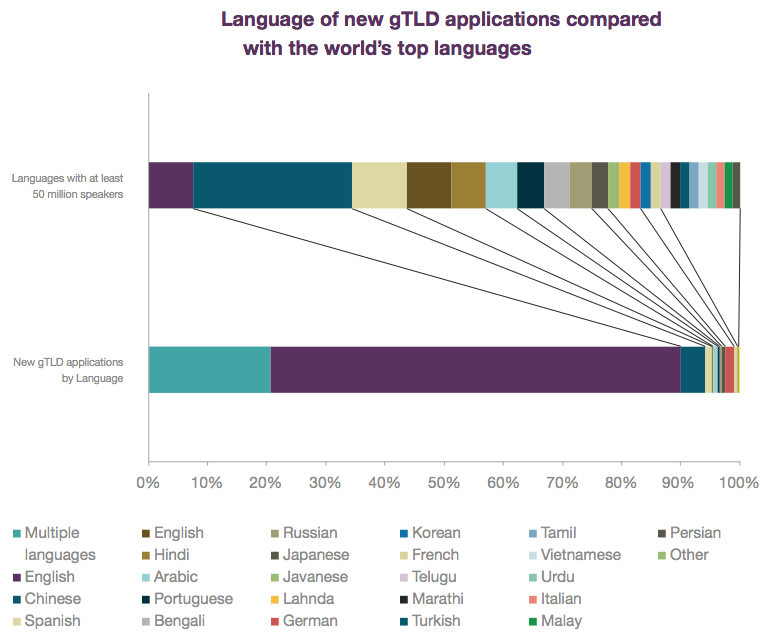 Language of new gTLD applications compared
with the world's top languages
Languages with at least
50 million speakers
New gTLD applications
by Language
0% 10% 20% 30% 40% 50% 60% 70% 80% 90% 100%
Multiple
languages
English
Chinese
Spanish
English
Hindi
Arabic
Portuguese
Bengali
Russian
Japanese
Javanese
Lahnda
German
Korean
French
Telugu
Marathi
Turkish
Tamil
Vietnamese
Urdu
Italian
Malay
Persian
Other